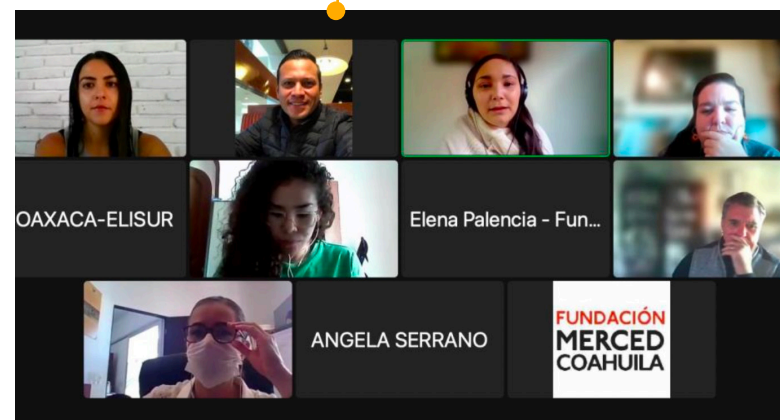 OAXACA-ELISUR
Elena Palencia - Fun...
ANGELA SERRANO
FUNDACIÓN
MERCED
COAHUILA